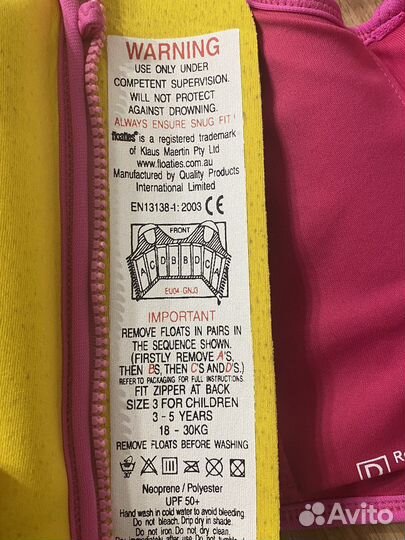 WARNING
USE ONLY UNDER
COMPETENT SUPERVISION.
WILL NOT PROTECT
AGAINST DROWNING.
ALWAYS ENSURE SNUG FIT!
floaties® is a registered trademark
of Klaus Maertin Pty Ltd
www.floaties.com.au
Manufactured by Quality Products
International Limited
EN13138-1: 2003 CE
FRONT
A C D B B D C A
EU04 - GNJ3
IMPORTANT
REMOVE FLOATS IN PAIRS IN
THE SEQUENCE SHOWN.
(FIRSTLY REMOVE A'S,
THEN B'S, THEN C'S AND D'S.)
REFER TO PACKAGING FOR FULL INSTRUCTIONS.
FIT ZIPPER AT BACK
SIZE 3 FOR CHILDREN
3 - 5 YEARS
18 - 30KG
REMOVE FLOATS BEFORE WASHING
Neoprene / Polyester
UPF 50+
Hand wash in cold water to avoid bleeding.
Do not bleach. Drip dry in shade.
Do not iron. Do not dry clean.
D
Avito